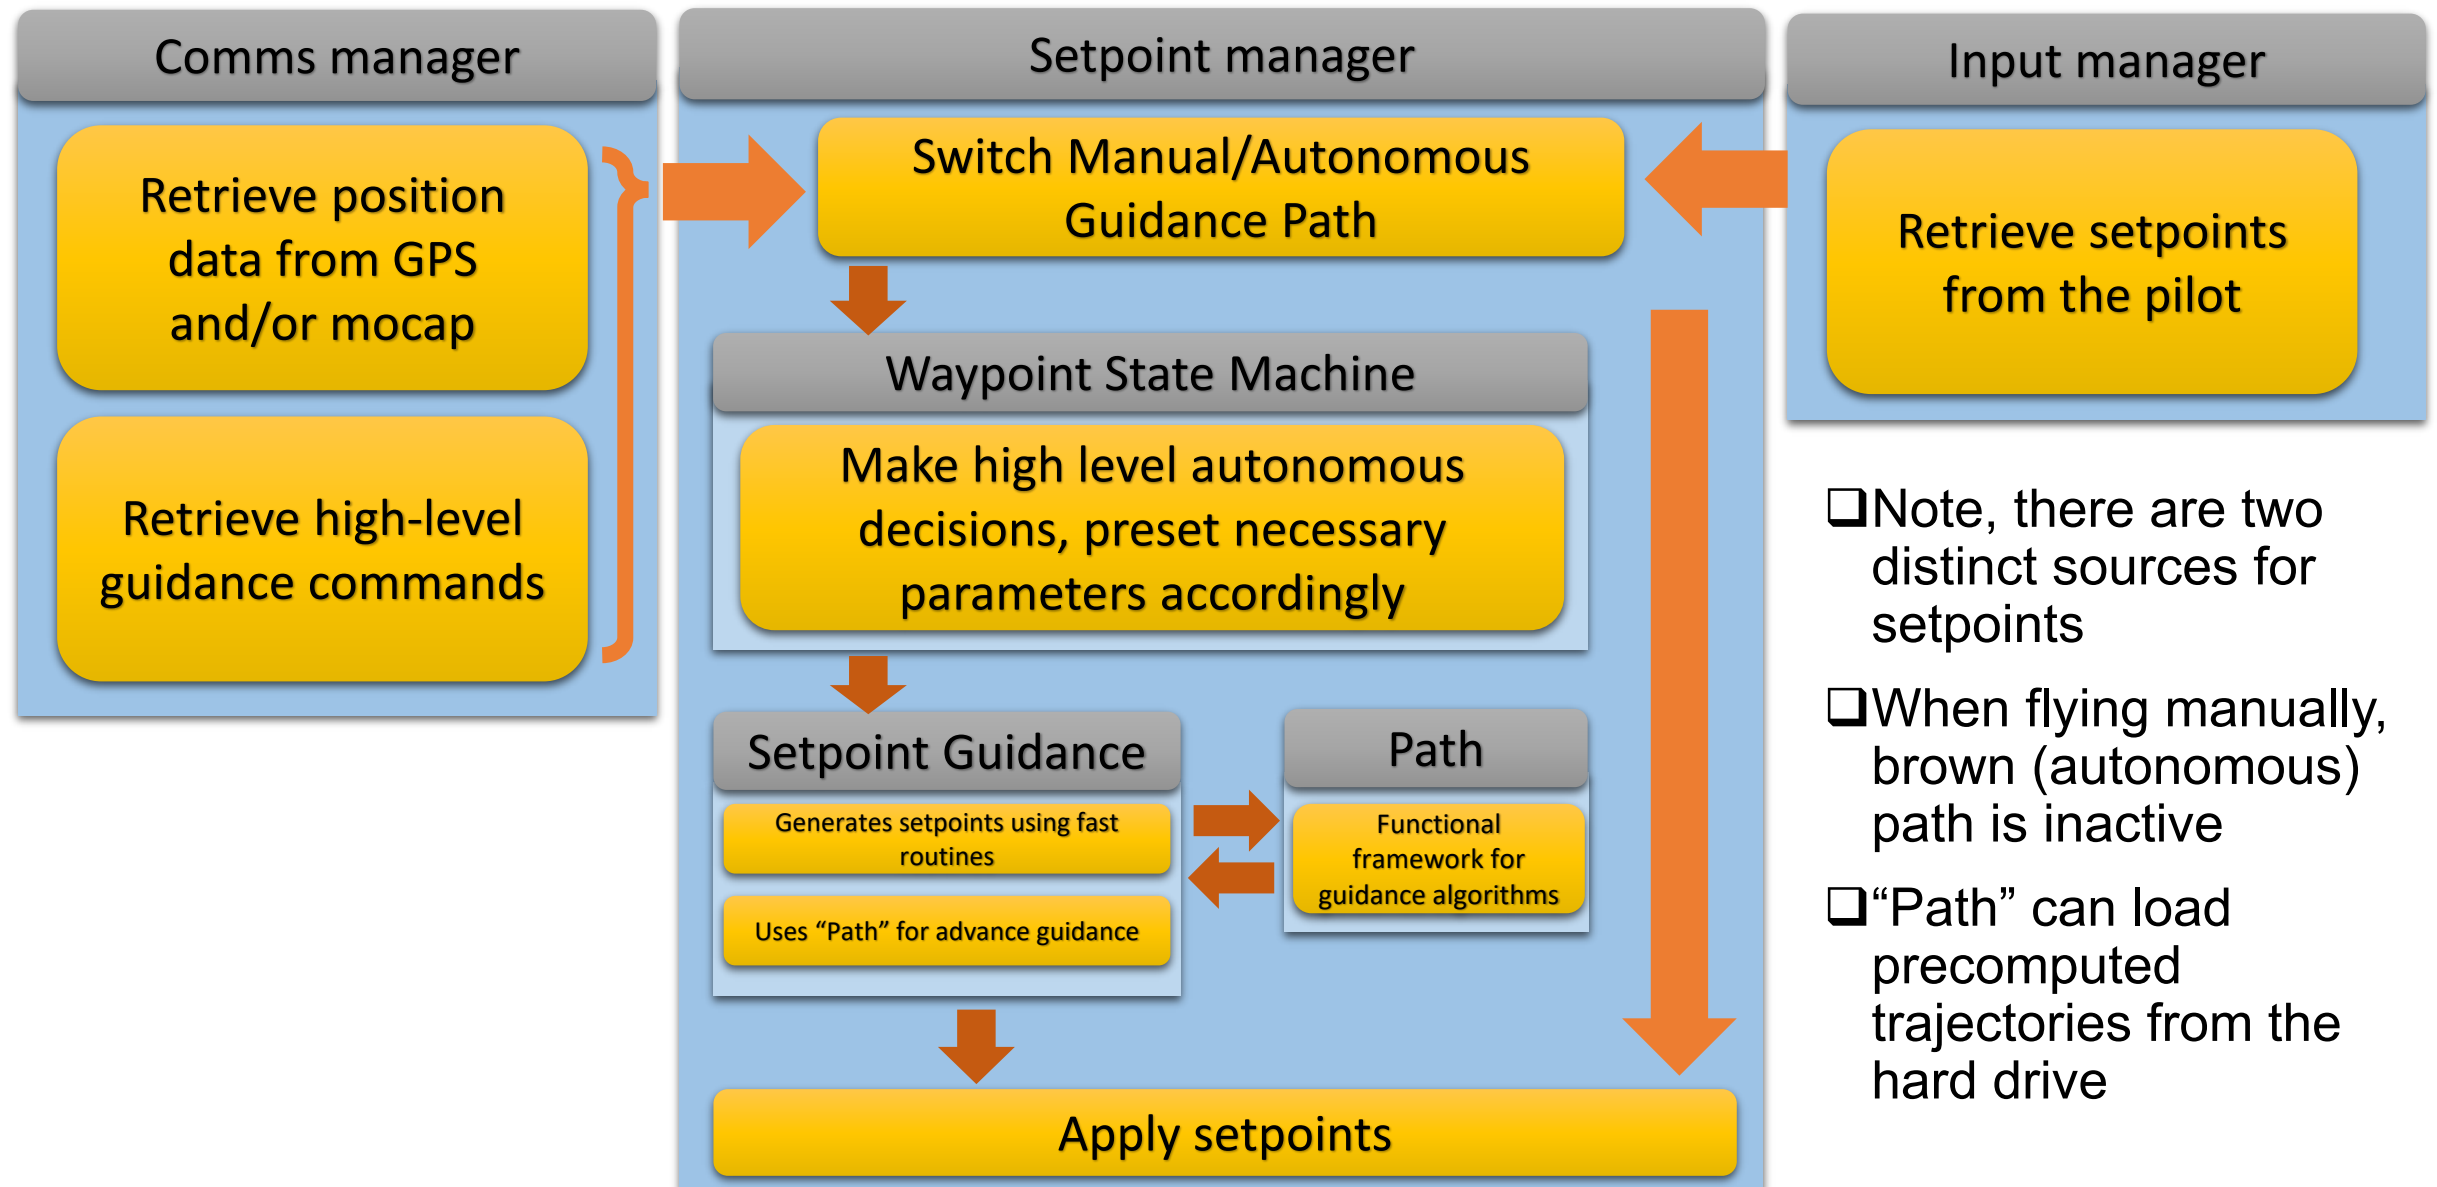 Comms manager
Retrieve position
data from GPS
and/or mocap
Retrieve high-level
guidance commands
Setpoint manager
Switch Manual/Autonomous
Guidance Path
Waypoint State Machine
Make high level autonomous
decisions, preset necessary
parameters accordingly
Setpoint Guidance
Generates setpoints using fast
routines
Uses “Path” for advance guidance
Path
Functional
framework for
guidance algorithms
Apply setpoints
Input manager
Retrieve setpoints
from the pilot
❑Note, there are two
distinct sources for
setpoints
❑When flying manually,
brown (autonomous)
path is inactive
❑“Path” can load
precomputed
trajectories from the
hard drive